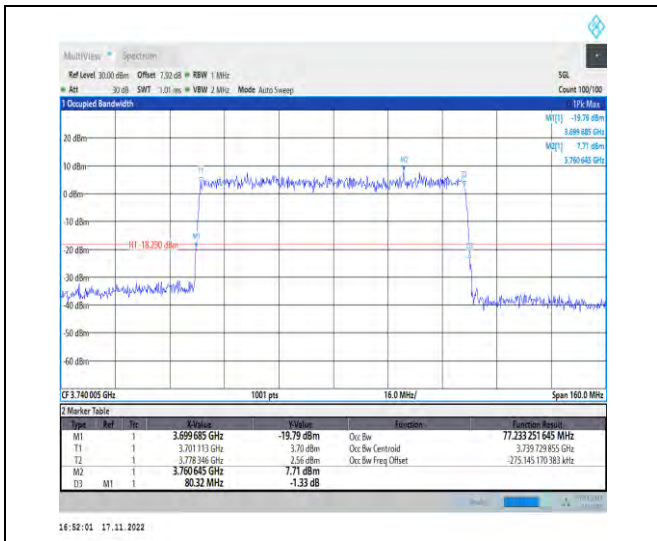 MultiView Spectrum
Ref Level 30.00 dBm Offset 7.92 dB RBW 1 MHz SGL
Att 30 dB SWT 1.01 ms VBW 2 MHz Mode Auto Sweep Count 100/100
1 Occupied Bandwidth 1Pk Max
M1[1] -19.79 dBm
3.699 685 GHz
M2[1] 7.71 dBm
3.760 645 GHz
20 dBm
10 dBm
M2
T1
0 dBm
-10 dBm
M1
-20 dBm
H1 -18.290 dBm
-30 dBm
-40 dBm
-50 dBm
-60 dBm
CF 3.740 005 GHz 1001 pts 16.0 MHz/ Span 160.0 MHz
2 Marker Table
Type Ref Trc X-Value Y-Value Function Function Result
M1 1 3.699 685 GHz -19.79 dBm Occ Bw 77.233 251 645 MHz
T1 1 3.701 113 GHz 3.70 dBm Occ Bw Centroid 3.739 729 855 GHz
T2 1 3.778 346 GHz 2.56 dBm Occ Bw Freq Offset -275.145 170 383 kHz
M2 1 3.760 645 GHz 7.71 dBm
D3 M1 1 80.32 MHz -1.33 dB
16:52:01 17.11.2022